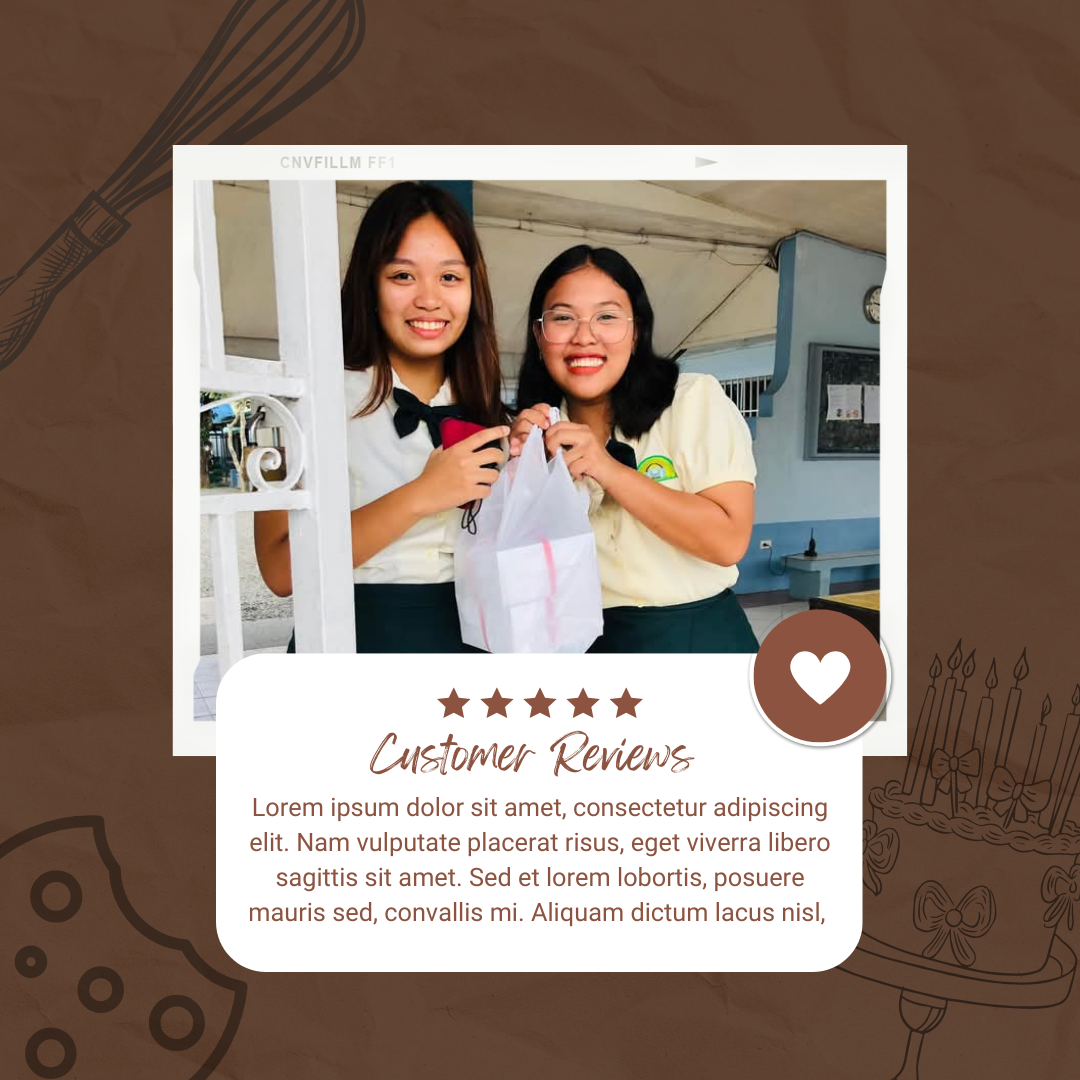 CNVFILLM FF1
Customer Reviews
Lorem ipsum dolor sit amet, consectetur adipiscing
elit. Nam vulputate placerat risus, eget viverra libero
sagittis sit amet. Sed et lorem lobortis, posuere
mauris sed, convallis mi. Aliquam dictum lacus nisl,